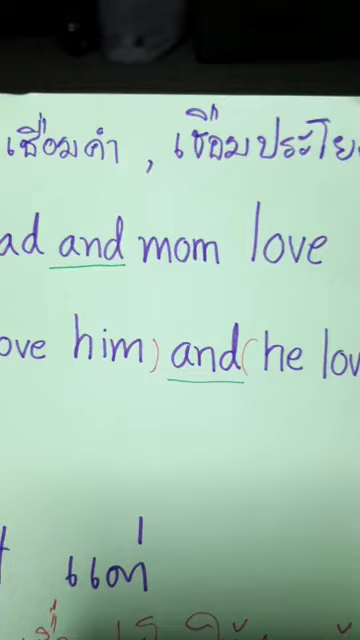 เชื่อมคำ , เชื่อมประโย
ad and mom love
ove him) and (he lov
แต่